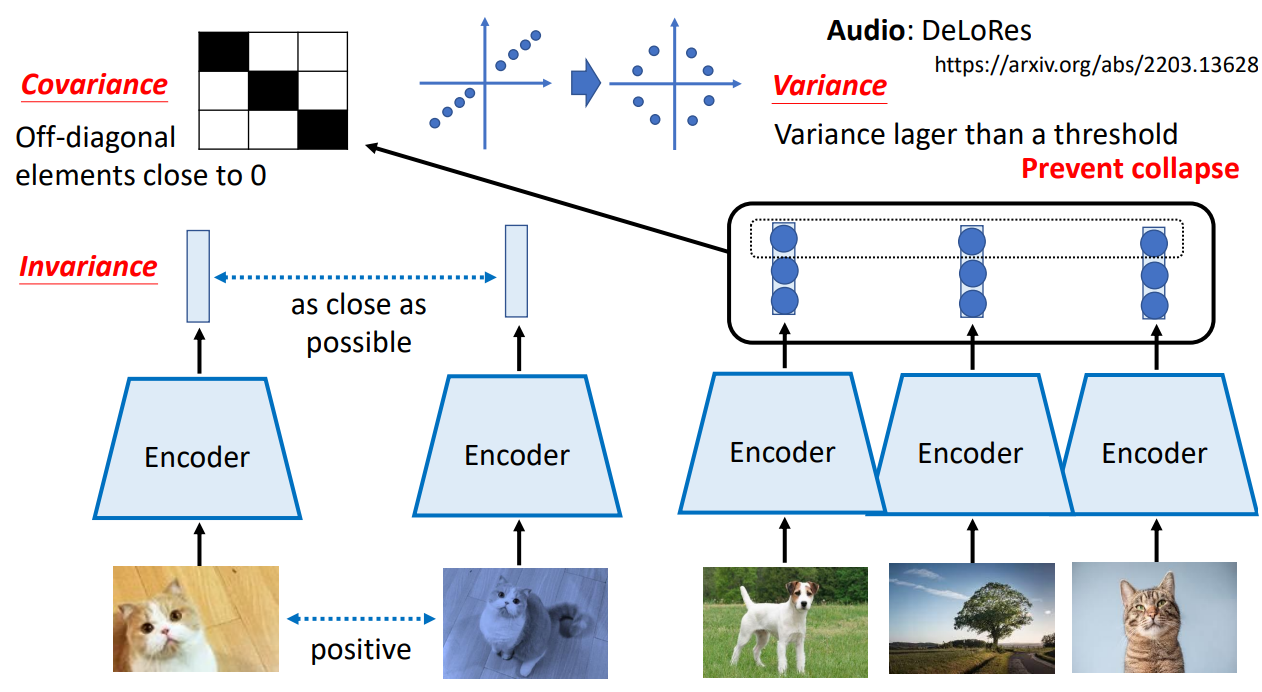 Audio: DeLoRes
https://arxiv.org/abs/2203.13628
Covariance
Variance
Off-diagonal
elements close to 0
Variance lager than a threshold
Prevent collapse
Invariance
as close as
possible
Encoder
Encoder
Encoder
Encoder
Encoder
positive